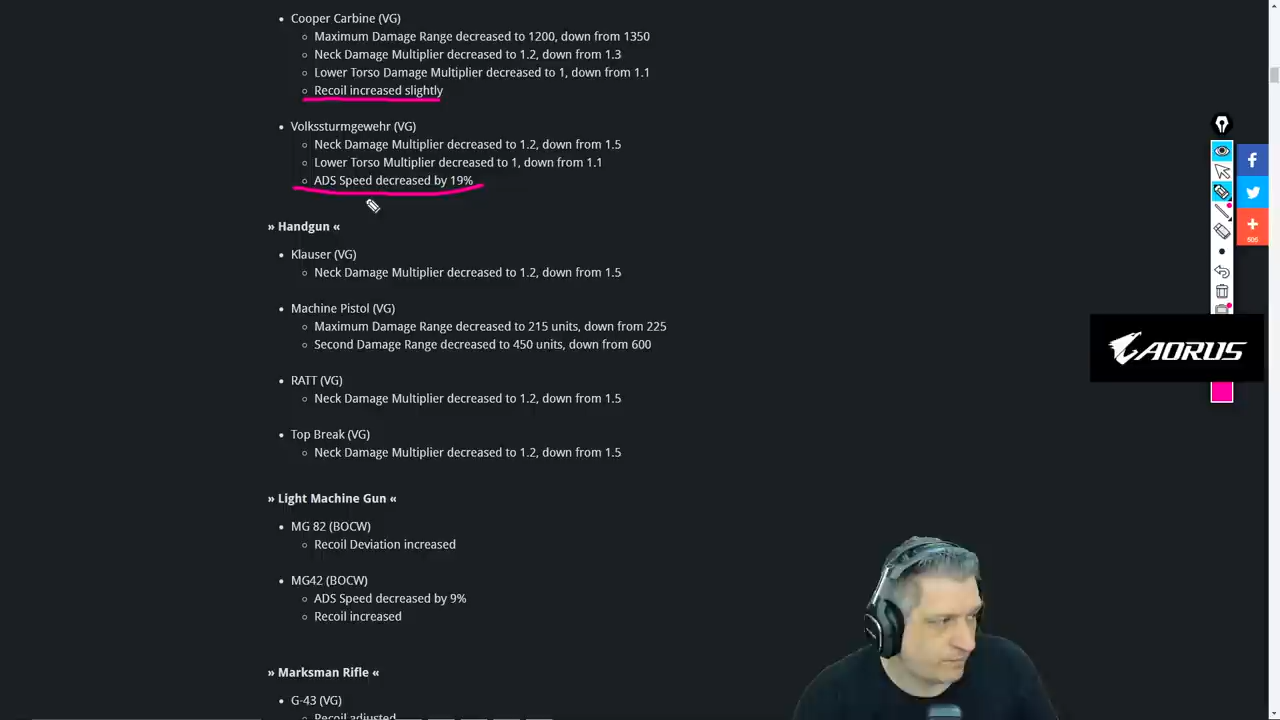 Cooper Carbine (VG)
Maximum Damage Range decreased to 1200, down from 1350
Neck Damage Multiplier decreased to 1.2, down from 1.3
Lower Torso Damage Multiplier decreased to 1, down from 1.1
Recoil increased slightly
Volkssturmgewehr (VG)
Neck Damage Multiplier decreased to 1.2, down from 1.5
Lower Torso Multiplier decreased to 1, down from 1.1
ADS Speed decreased by 19%
» Handgun «
Klauser (VG)
Neck Damage Multiplier decreased to 1.2, down from 1.5
Machine Pistol (VG)
Maximum Damage Range decreased to 215 units, down from 225
Second Damage Range decreased to 450 units, down from 600
RATT (VG)
Neck Damage Multiplier decreased to 1.2, down from 1.5
Top Break (VG)
Neck Damage Multiplier decreased to 1.2, down from 1.5
» Light Machine Gun «
MG 82 (BOCW)
Recoil Deviation increased
MG42 (BOCW)
ADS Speed decreased by 9%
Recoil increased
» Marksman Rifle «
G-43 (VG)
Recoil adjusted
AORUS